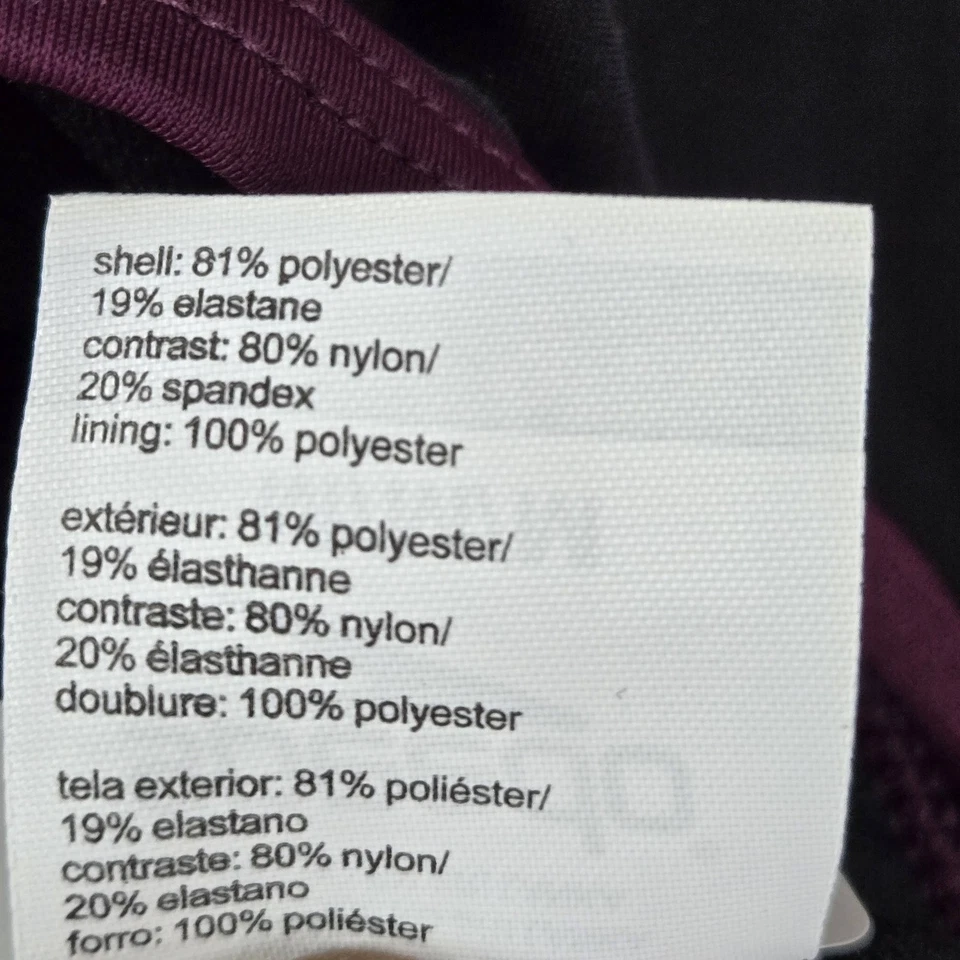 shell: 81% polyester/
19% elastane
contrast: 80% nylon/
20% spandex
lining: 100% polyester
extérieur: 81% polyester/
19% élasthanne
contraste: 80% nylon/
20% élasthanne
doublure: 100% polyester
tela exterior: 81% poliéster/
19% elastano
contraste: 80% nylon/
20% elastano
forro: 100% poliéster